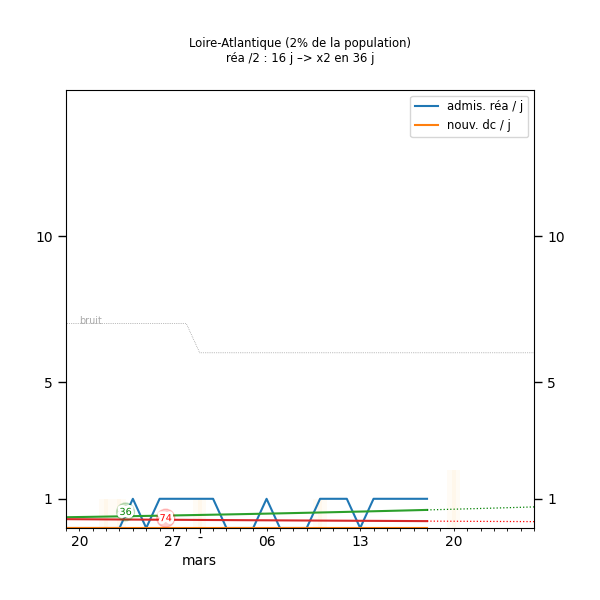 Loire-Atlantique (2% de la population)
réa /2 : 16 j –> x2 en 36 j
admis. réa / j
nouv. dc / j
10 10
bruit
5 5
36
74
1 1
20 27 - 06 13 20
mars